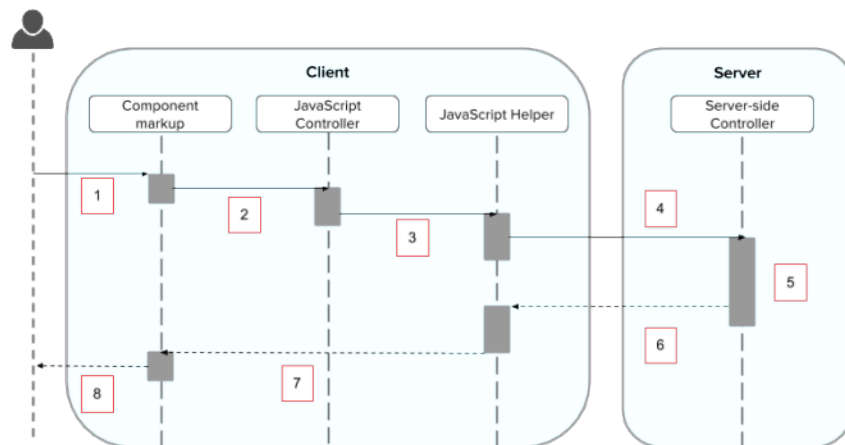 Client
Server
Component
markup
JavaScript
Controller
JavaScript Helper
Server-side
Controller
1
2
3
4
5
6
7
8